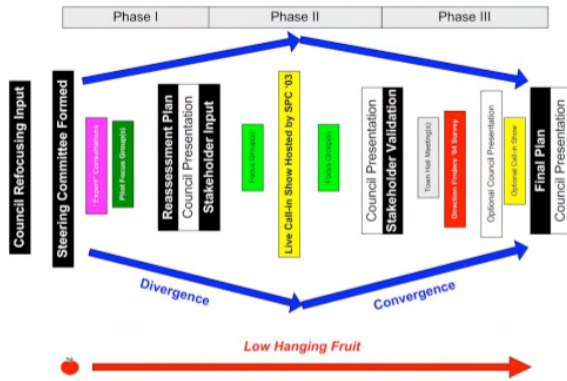 Phase I
Phase II
Phase III
Council Refocusing Input
Steering Committee Formed
"Expert" Consultations
Pilot Focus Group(s)
Reassessment Plan
Council Presentation
Stakeholder Input
Focus Group(s)
Live Call-in Show Hosted by SPC '03
Focus Group(s)
Council Presentation
Stakeholder Validation
Town Hall Meeting(s)
Direction Finders '04 Survey
Optional Council Presentation
Optional Call-in Show
Final Plan
Council Presentation
Divergence
Convergence
Low Hanging Fruit